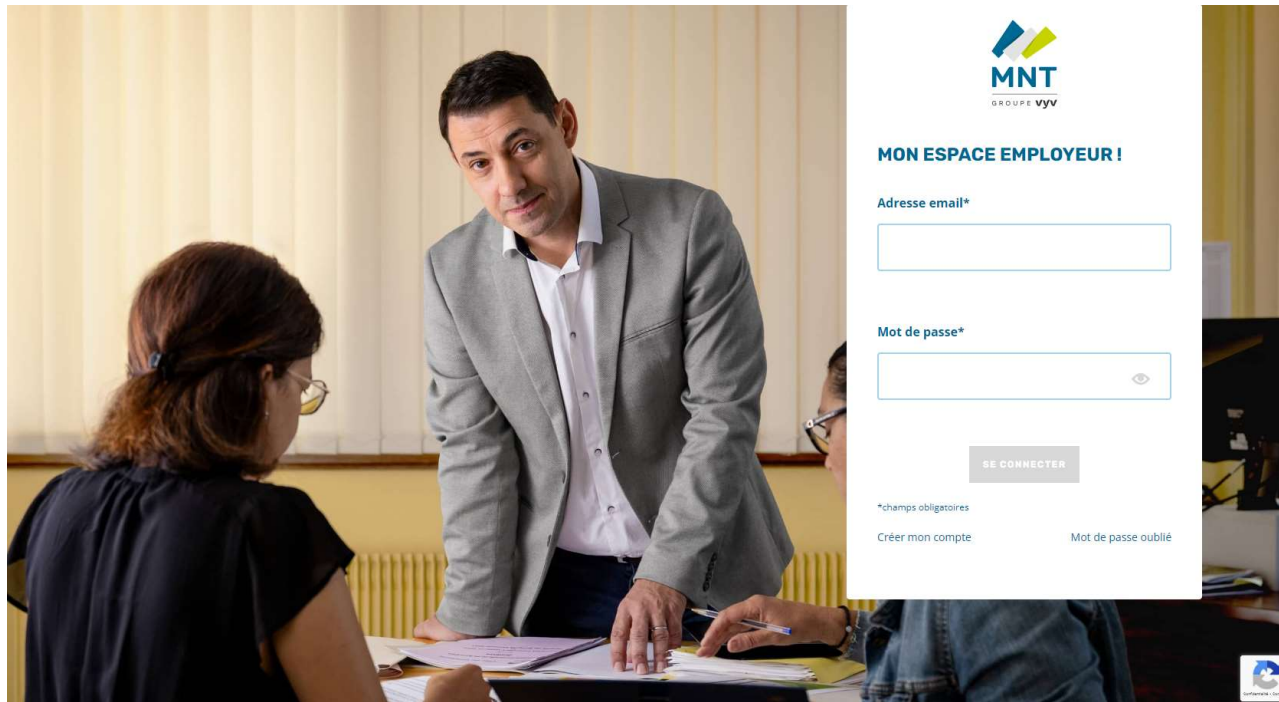 MNT
GROUPE vyv
MON ESPACE EMPLOYEUR !
Adresse email*
Mot de passe*
SE CONNECTER
*champs obligatoires
Créer mon compte
Mot de passe oublié